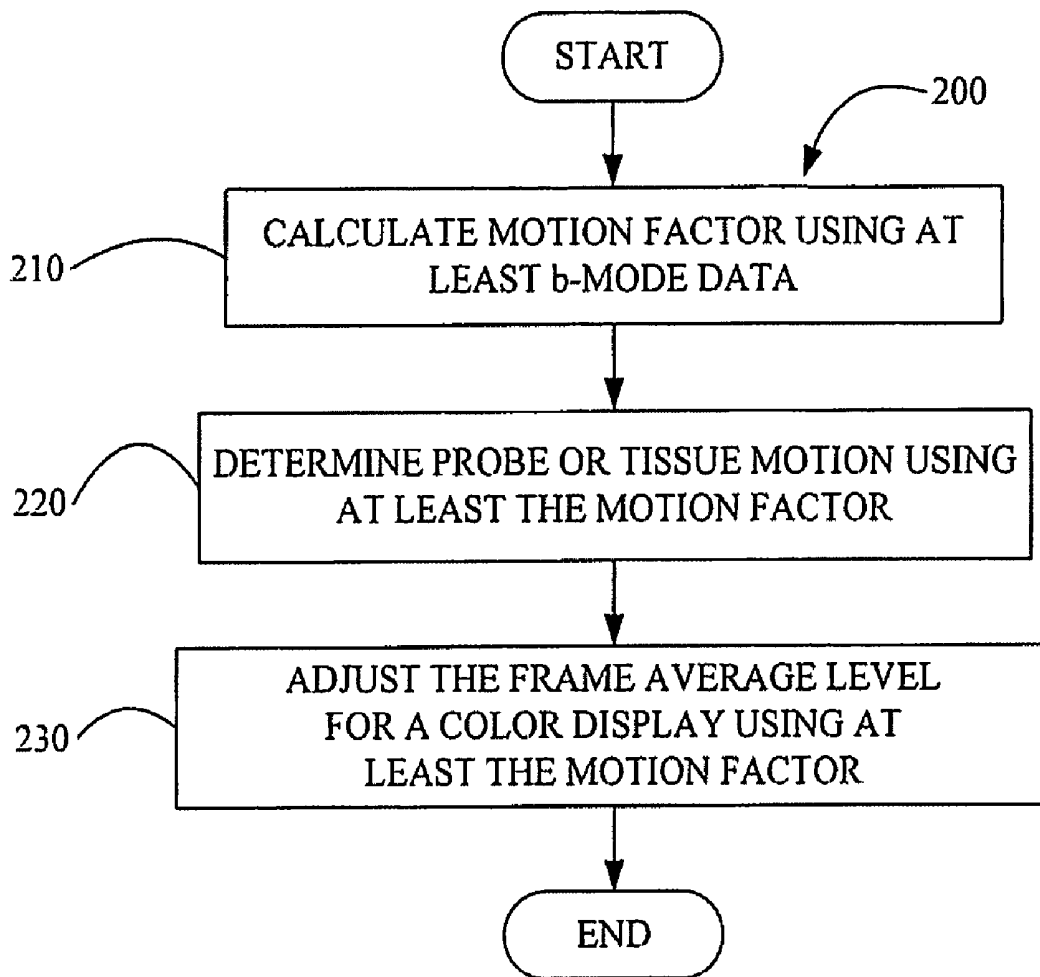 START
200
CALCULATE MOTION FACTOR USING AT
LEAST b-MODE DATA
210
DETERMINE PROBE OR TISSUE MOTION USING
AT LEAST THE MOTION FACTOR
220
ADJUST THE FRAME AVERAGE LEVEL
FOR A COLOR DISPLAY USING AT
LEAST THE MOTION FACTOR
230
END